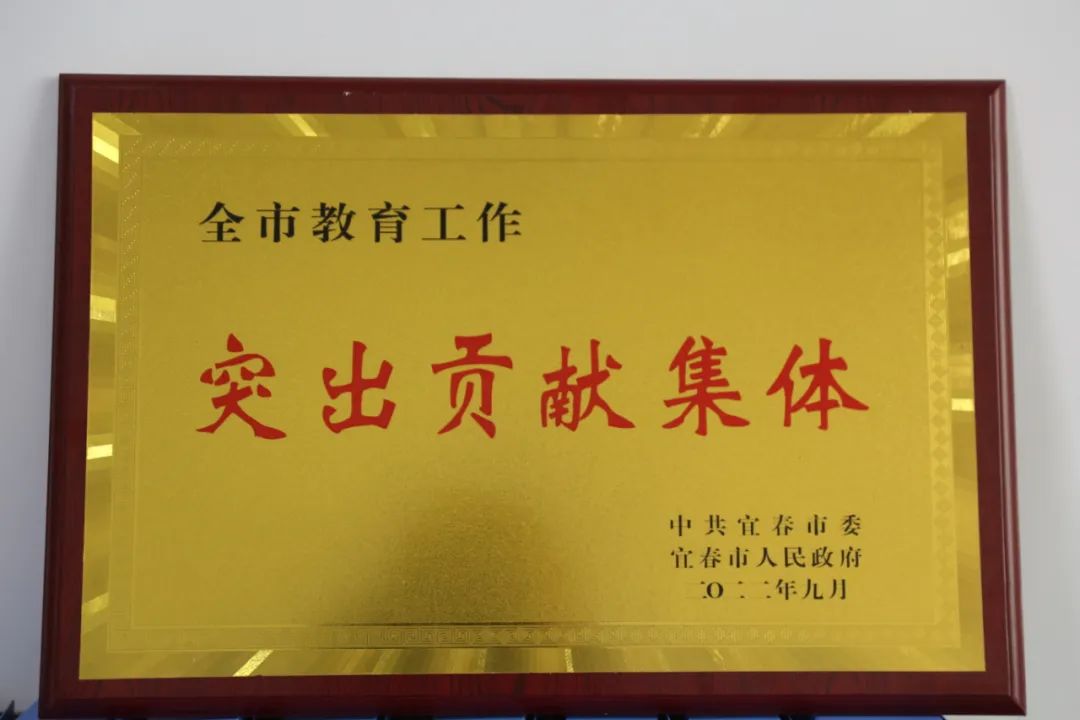 全市教育工作
突出贡献集体
中共宜春市委
宜春市人民政府
二〇二二年九月